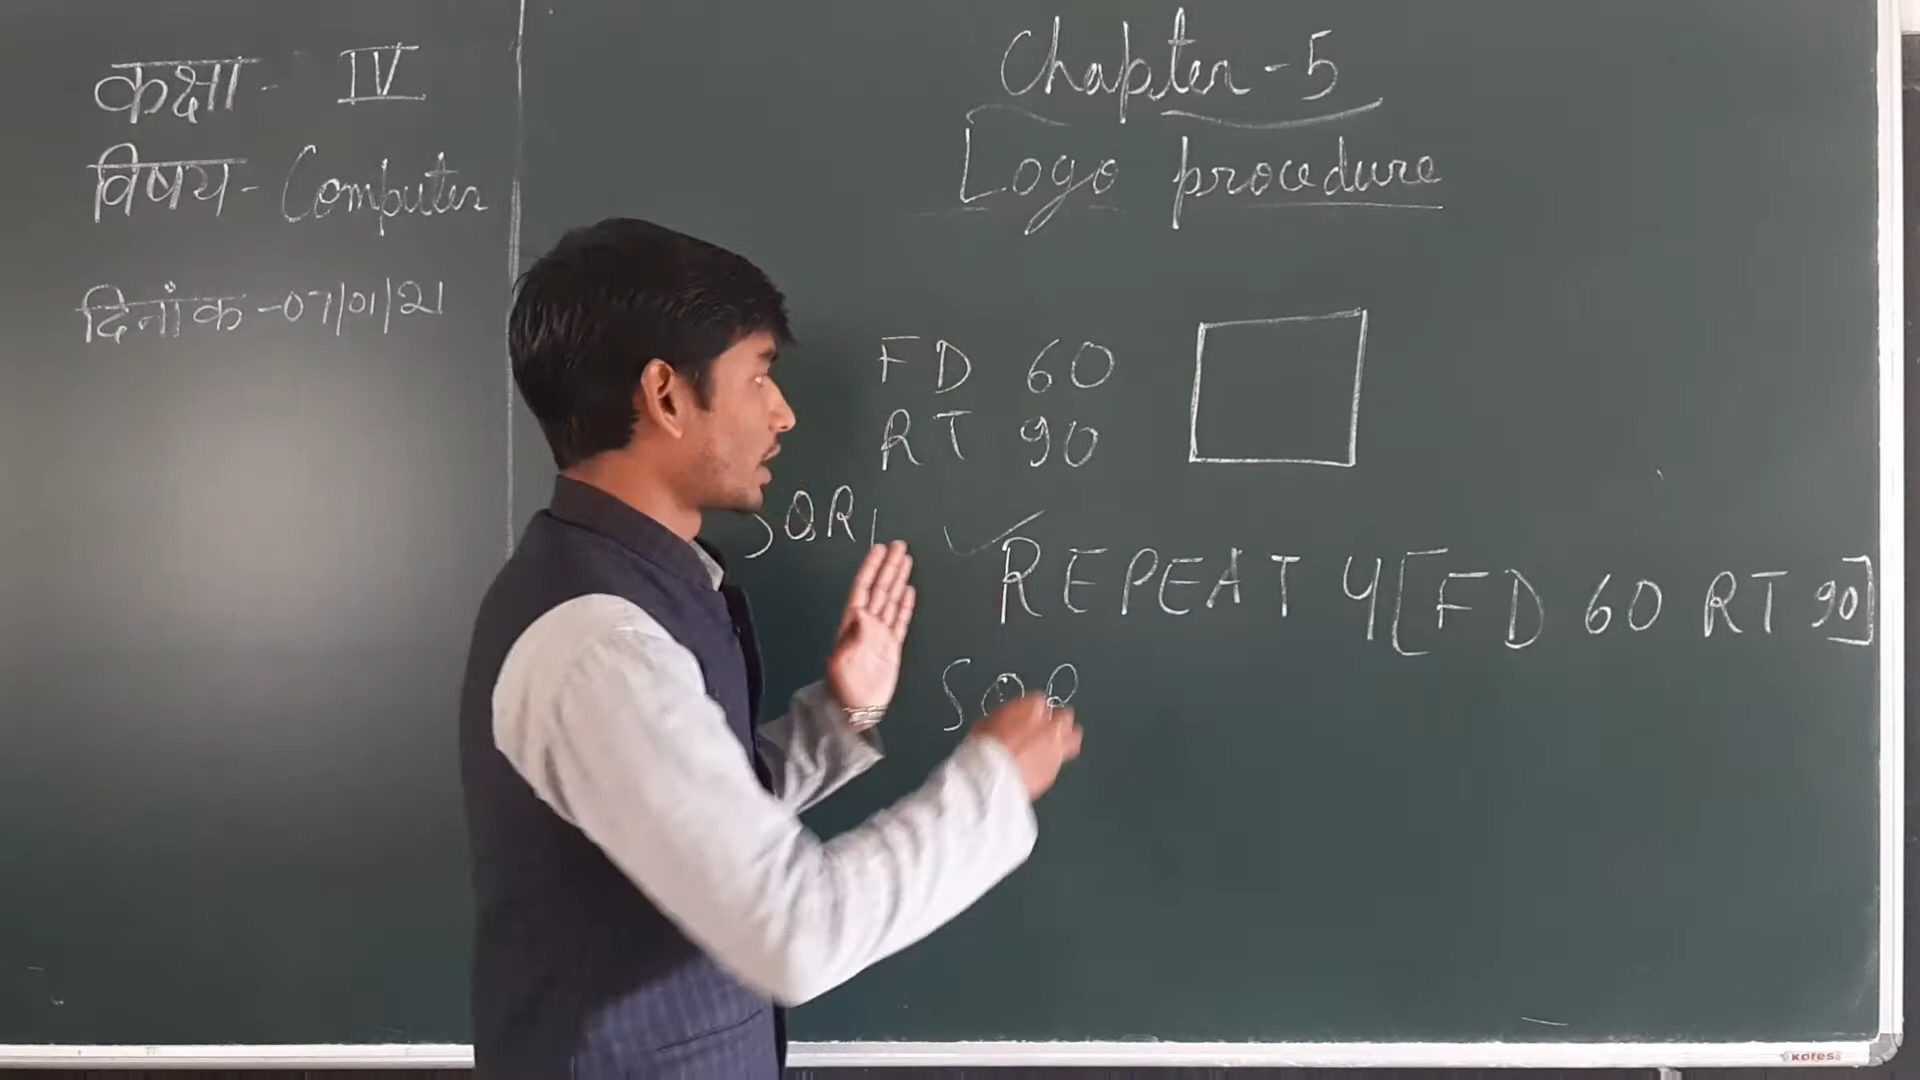 कक्षा - IV
विषय - Computer
दिनांक - 07/01/21
Chapter - 5
Logo procedure
FD 60
RT 90
SQR
REPEAT 4[FD 60 RT 90]
SQR
kores